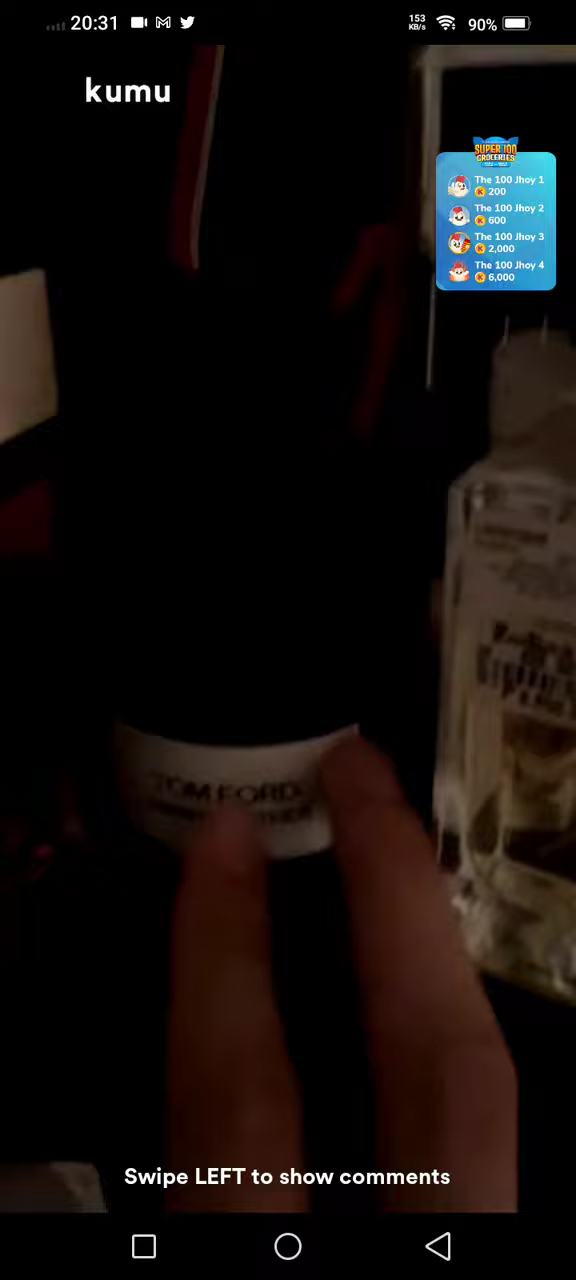 20:31
153
KB/s
90%
kumu
SUPER 100
GROCERIES
The 100 Jhoy 1
200
The 100 Jhoy 2
600
The 100 Jhoy 3
2,000
The 100 Jhoy 4
6,000
TOM FORD
Swipe LEFT to show comments